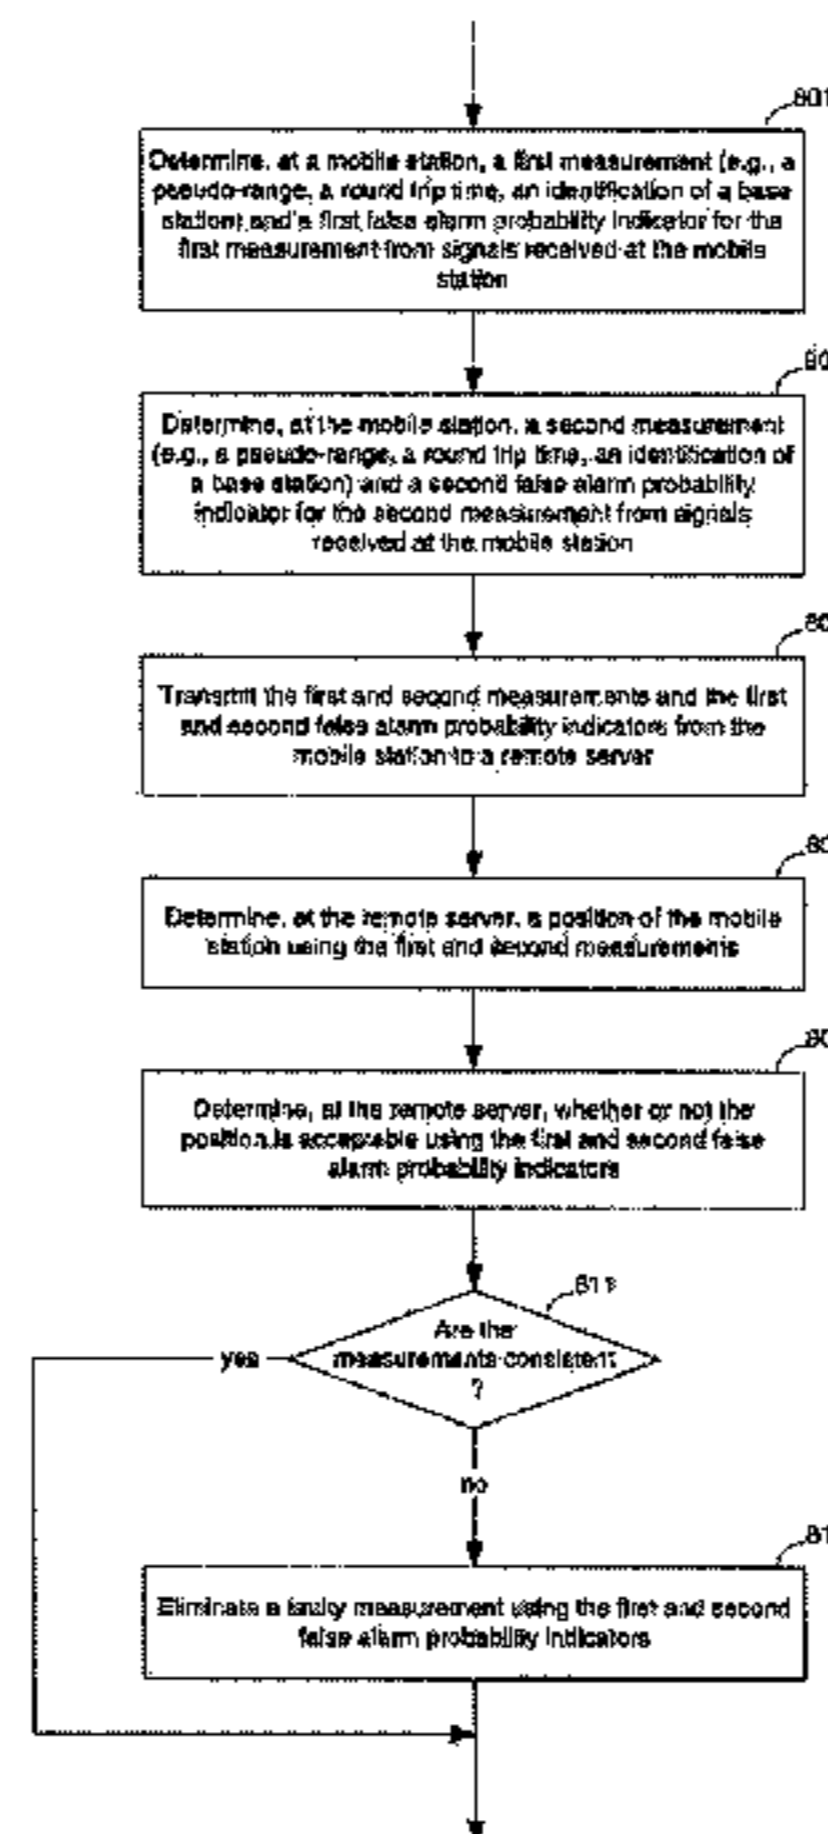 801
Determine, at a mobile station, a first measurement (e.g., a
pseudo-range, a round trip time, an identification of a base
station) and a first false alarm probability indicator for the
first measurement from signals received at the mobile
station
80
Determine, at the mobile station, a second measurement
(e.g., a pseudo-range, a round trip time, an identification of
a base station) and a second false alarm probability
indicator for the second measurement from signals
received at the mobile station
80
Transmit the first and second measurements and the first
and second false alarm probability indicators from the
mobile station to a remote server
80
Determine, at the remote server, a position of the mobile
station using the first and second measurements
80
Determine, at the remote server, whether or not the
position is acceptable using the first and second false
alarm probability indicators
811
Are the
measurements consistent
?
yes
no
81
Eliminate a faulty measurement using the first and second
false alarm probability indicators